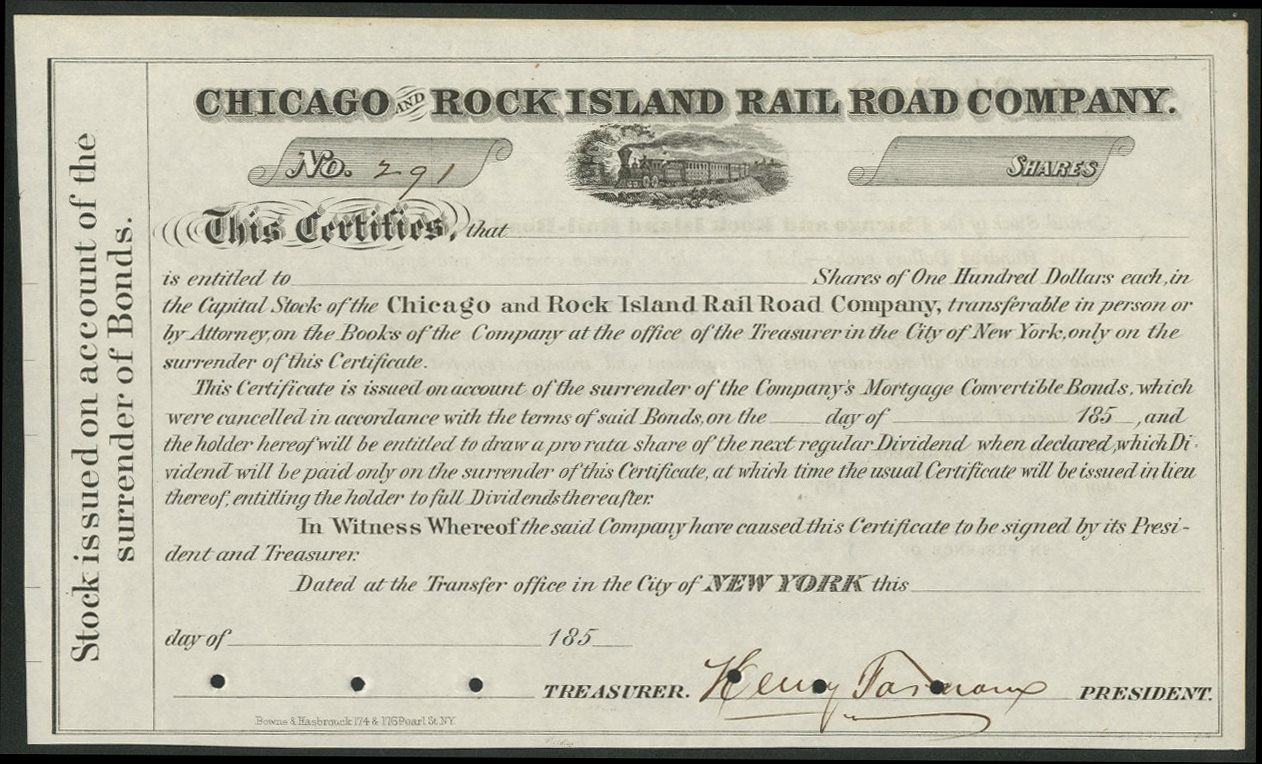 CHICAGO AND ROCK ISLAND RAIL ROAD COMPANY.
No. 291
SHARES
This Certifies, that
is entitled to Shares of One Hundred Dollars each, in
the Capital Stock of the Chicago and Rock Island Rail Road Company, transferable in person or
by Attorney, on the Books of the Company at the office of the Treasurer in the City of New York, only on the
surrender of this Certificate.
This Certificate is issued on account of the surrender of the Company's Mortgage Convertible Bonds, which
were cancelled in accordance with the terms of said Bonds, on the day of 185 , and
the holder hereof will be entitled to draw a pro rata share of the next regular Dividend when declared, which Di-
vidend will be paid only on the surrender of this Certificate, at which time the usual Certificate will be issued in lieu
thereof, entitling the holder to full Dividends thereafter.
In Witness Whereof the said Company have caused this Certificate to be signed by its Presi-
dent and Treasurer.
Dated at the Transfer office in the City of NEW YORK this
day of 185
TREASURER. Henry Farnam PRESIDENT.
Bowne & Hasbrouck 174 & 176 Pearl St. NY.
Stock issued on account of the
surrender of Bonds.